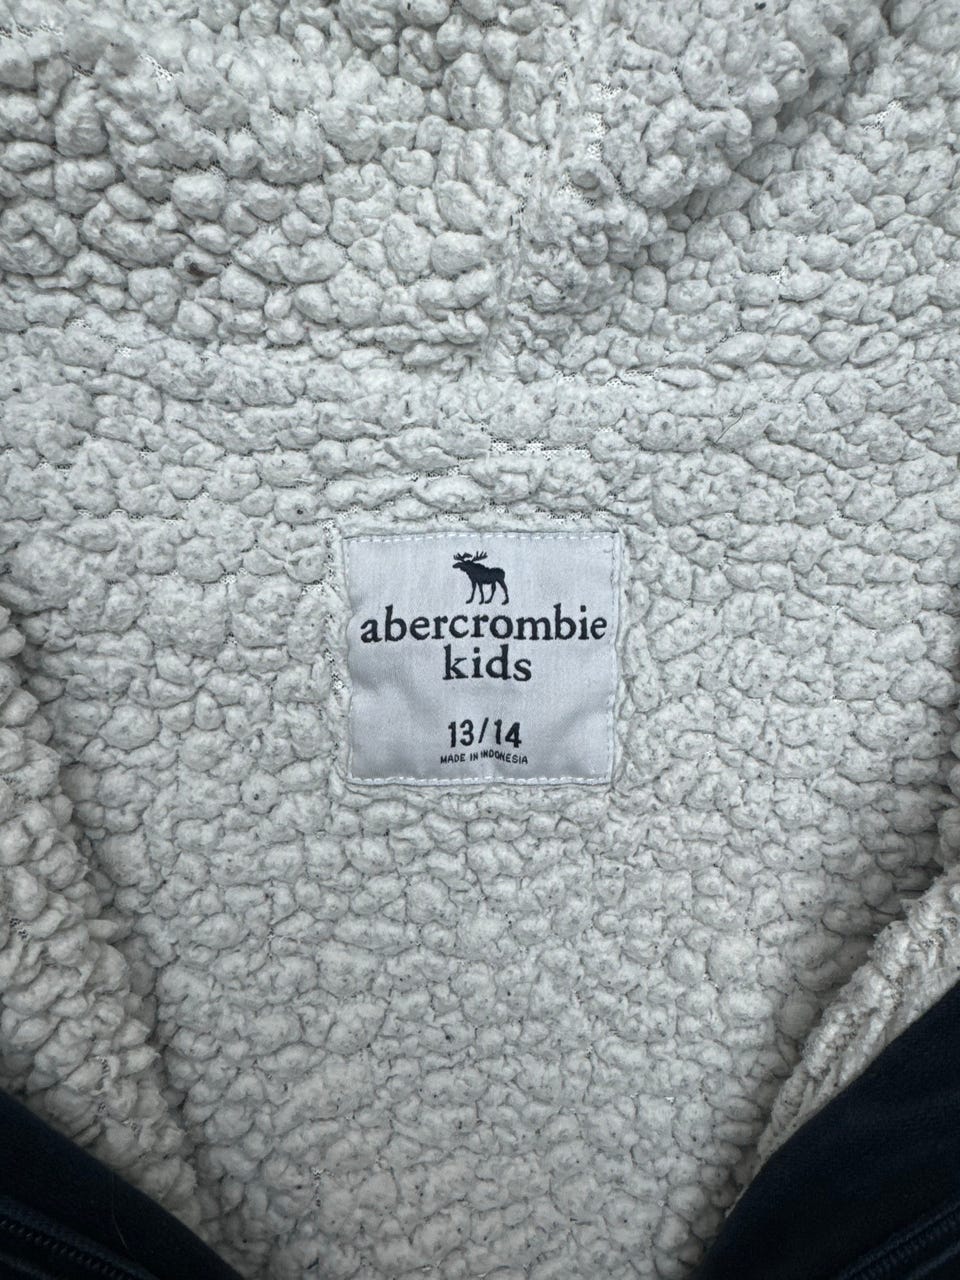 abercrombie
kids
13/14
MADE IN INDONESIA